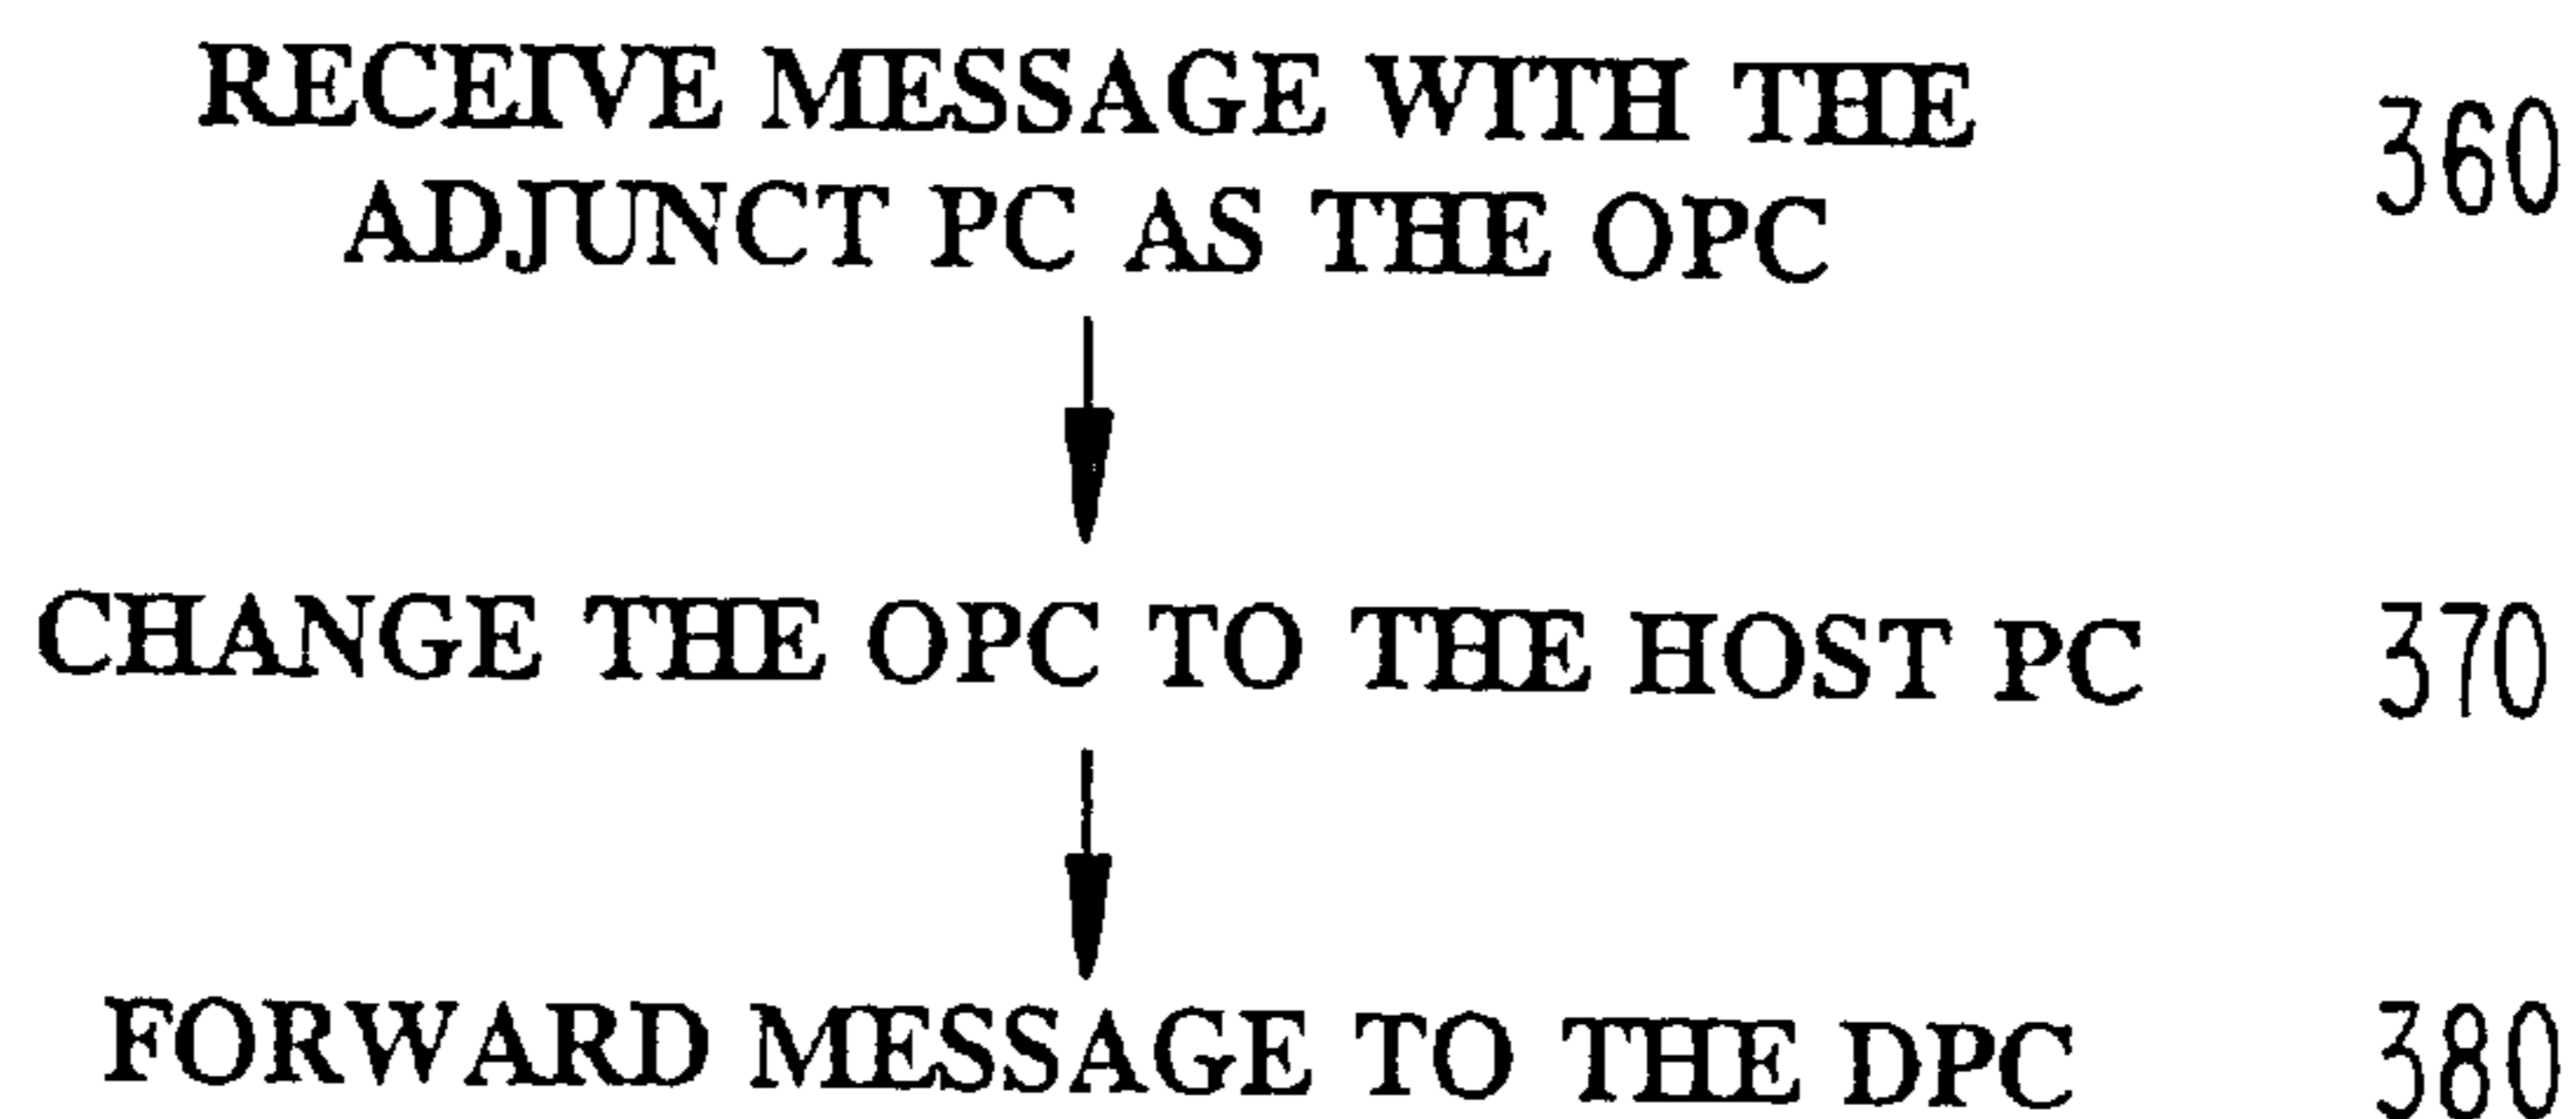 RECEIVE MESSAGE WITH THE
ADJUNCT PC AS THE OPC
360
CHANGE THE OPC TO THE HOST PC
370
FORWARD MESSAGE TO THE DPC
380